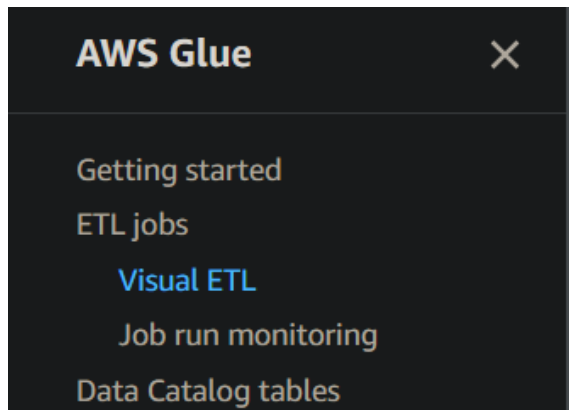 AWS Glue
Getting started
ETL jobs
Visual ETL
Job run monitoring
Data Catalog tables